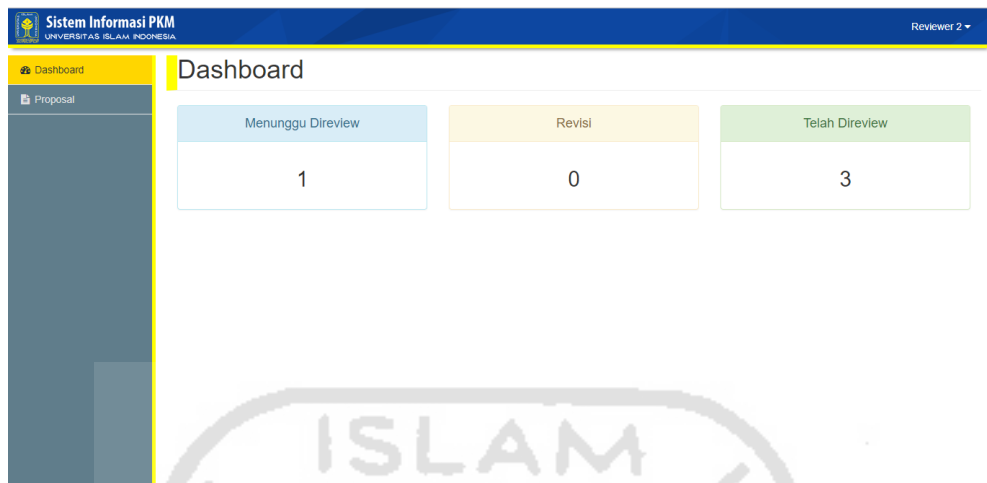 Sistem Informasi PKM
UNIVERSITAS ISLAM INDONESIA
Reviewer 2
Dashboard
Proposal
Dashboard
Menunggu Direview
1
Revisi
0
Telah Direview
3
ISLAM